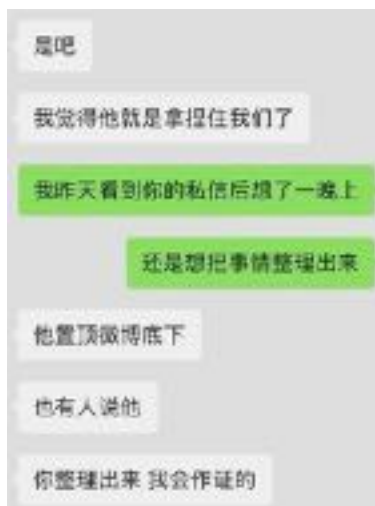 是吧
我觉得他就是拿捏住我们了
我昨天看到你的私信后想了一晚上
还是想把事情整理出来
他置顶微博底下
也有人说他
你整理出来 我会作证的